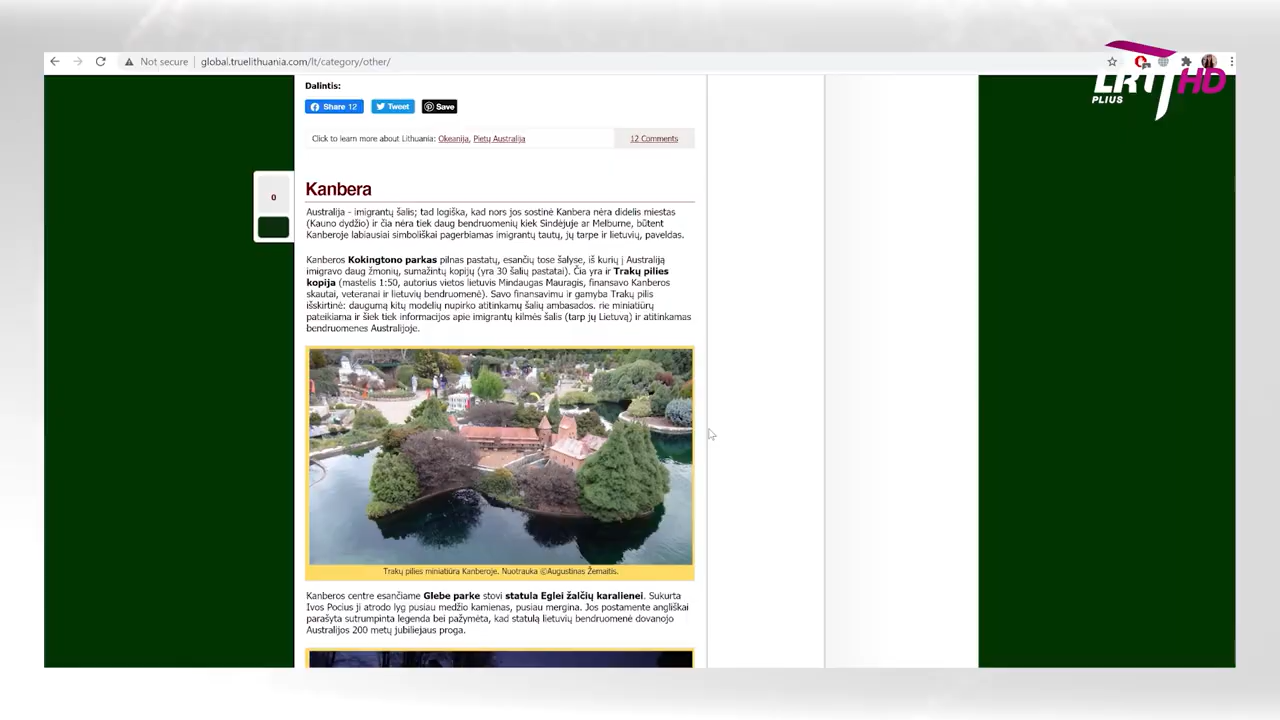 Not secure
global.truelithuania.com/lt/category/other/
LRT HD
PLIUS
Dalintis:
Share 12
Tweet
Save
Click to learn more about Lithuania: Okeanija, Pietų Australija
12 Comments
0
Kanbera
Australija - imigrantų šalis; tad logiška, kad nors jos sostinė Kanbera nėra didelis miestas
(Kauno dydžio) ir čia nėra tiek daug bendruomenių kiek Sindėjuje ar Melburne, būtent
Kanberoje labiausiai simboliškai pagerbiamas imigrantų tautų, jų tarpe ir lietuvių, paveldas.
Kanberos Kokingtono parkas pilnas pastatų, esančių tose šalyse, iš kurių į Australiją
imigravo daug žmonių, sumažintų kopijų (yra 30 šalių pastatai). Čia yra ir Trakų pilies
kopija (mastelis 1:50, autorius vietos lietuvis Mindaugas Mauragis, finansavo Kanberos
skautai, veteranai ir lietuvių bendruomenė). Savo finansavimu ir gamyba Trakų pilis
išskirtinė: daugumą kitų modelių nupirko atitinkamų šalių ambasados. rie miniatiūrų
pateikiama ir šiek tiek informacijos apie imigrantų kilmės šalis (tarp jų Lietuvą) ir atitinkamas
bendruomenes Australijoje.
Trakų pilies miniatiūra Kanberoje. Nuotrauka ©Augustinas Žemaitis.
Kanberos centre esančiame Glebe parke stovi statula Eglei žalčių karalienei. Sukurta
Ivos Pocius ji atrodo lyg pusiau medžio kamienas, pusiau mergina. Jos postamente angliškai
parašyta sutrumpinta legenda bei pažymėta, kad statulą lietuvių bendruomenė dovanojo
Australijos 200 metų jubiliejaus proga.